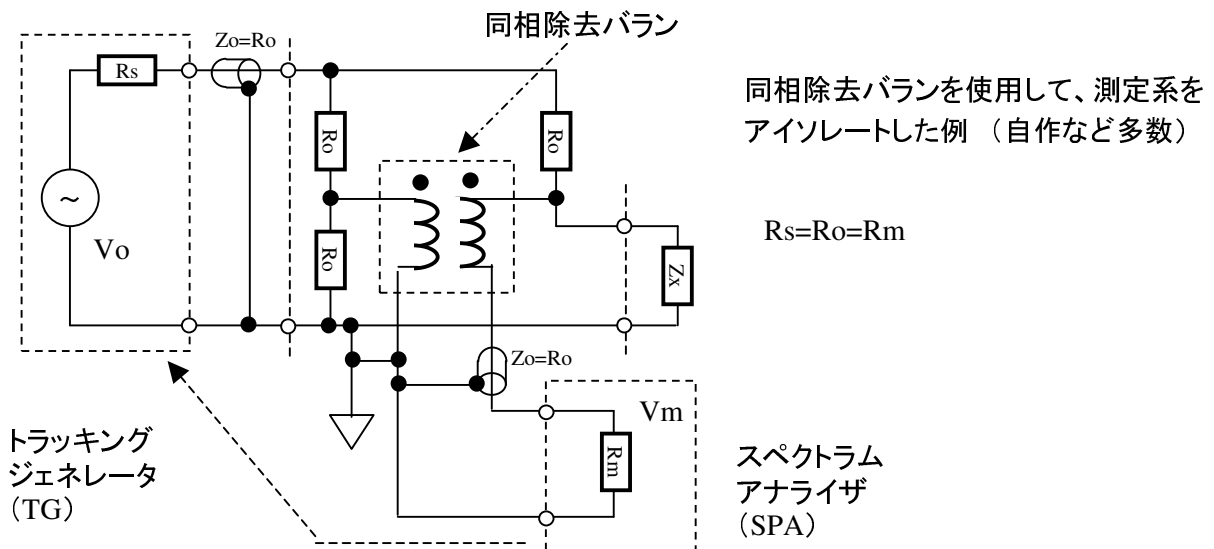 同相除去バラン
Zo=Ro
Rs
同相除去バランを使用して、測定系を
アイソレートした例 （自作など多数）
Ro
Ro
~
Vo
Ro
Rs=Ro=Rm
Zx
Zo=Ro
Vm
Rm
トラッキング
ジェネレータ
（TG）
スペクトラム
アナライザ
（SPA）